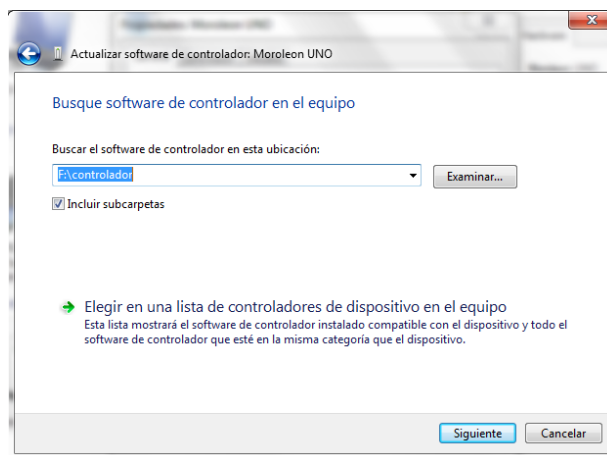 Actualizar software de controlador: Moroleon UNO
Busque software de controlador en el equipo
Buscar el software de controlador en esta ubicación:
F:\controlador
Examinar...
Incluir subcarpetas
Elegir en una lista de controladores de dispositivo en el equipo
Esta lista mostrará el software de controlador instalado compatible con el dispositivo y todo el
software de controlador que esté en la misma categoría que el dispositivo.
Siguiente
Cancelar